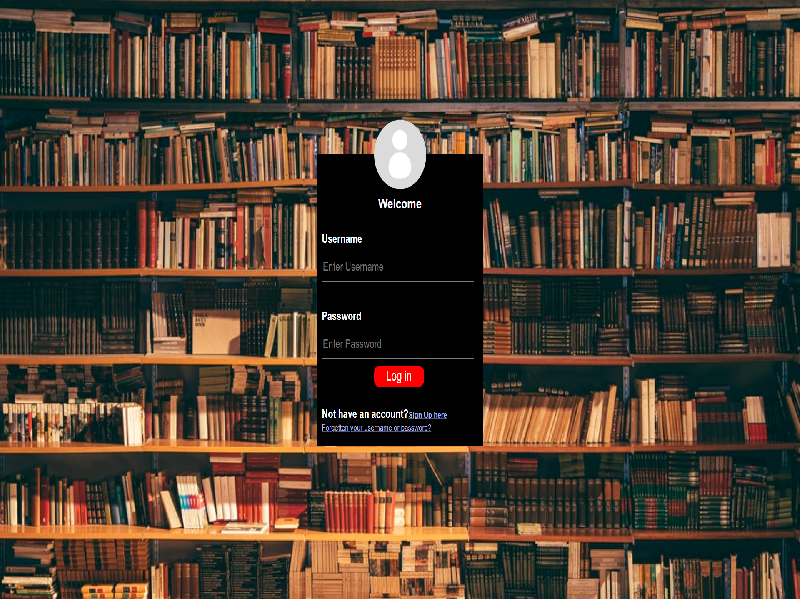 Welcome
Username
Enter Username
Password
Enter Password
Log in
Not have an account?Sign Up here
Forgotten your username or password?